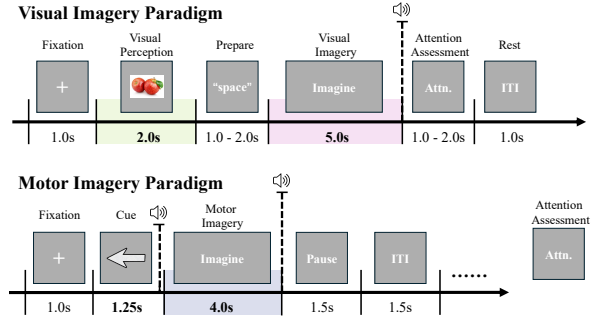 Visual Imagery Paradigm
Fixation
Visual
Perception
Prepare
Visual
Imagery
Attention
Assessment
Rest
+
"space"
Imagine
Attn.
ITI
1.0s
2.0s
1.0 - 2.0s
5.0s
1.0 - 2.0s
1.0s
Motor Imagery Paradigm
Fixation
Cue
Motor
Imagery
Attention
Assessment
+
Imagine
Pause
ITI
......
Attn.
1.0s
1.25s
4.0s
1.5s
1.5s